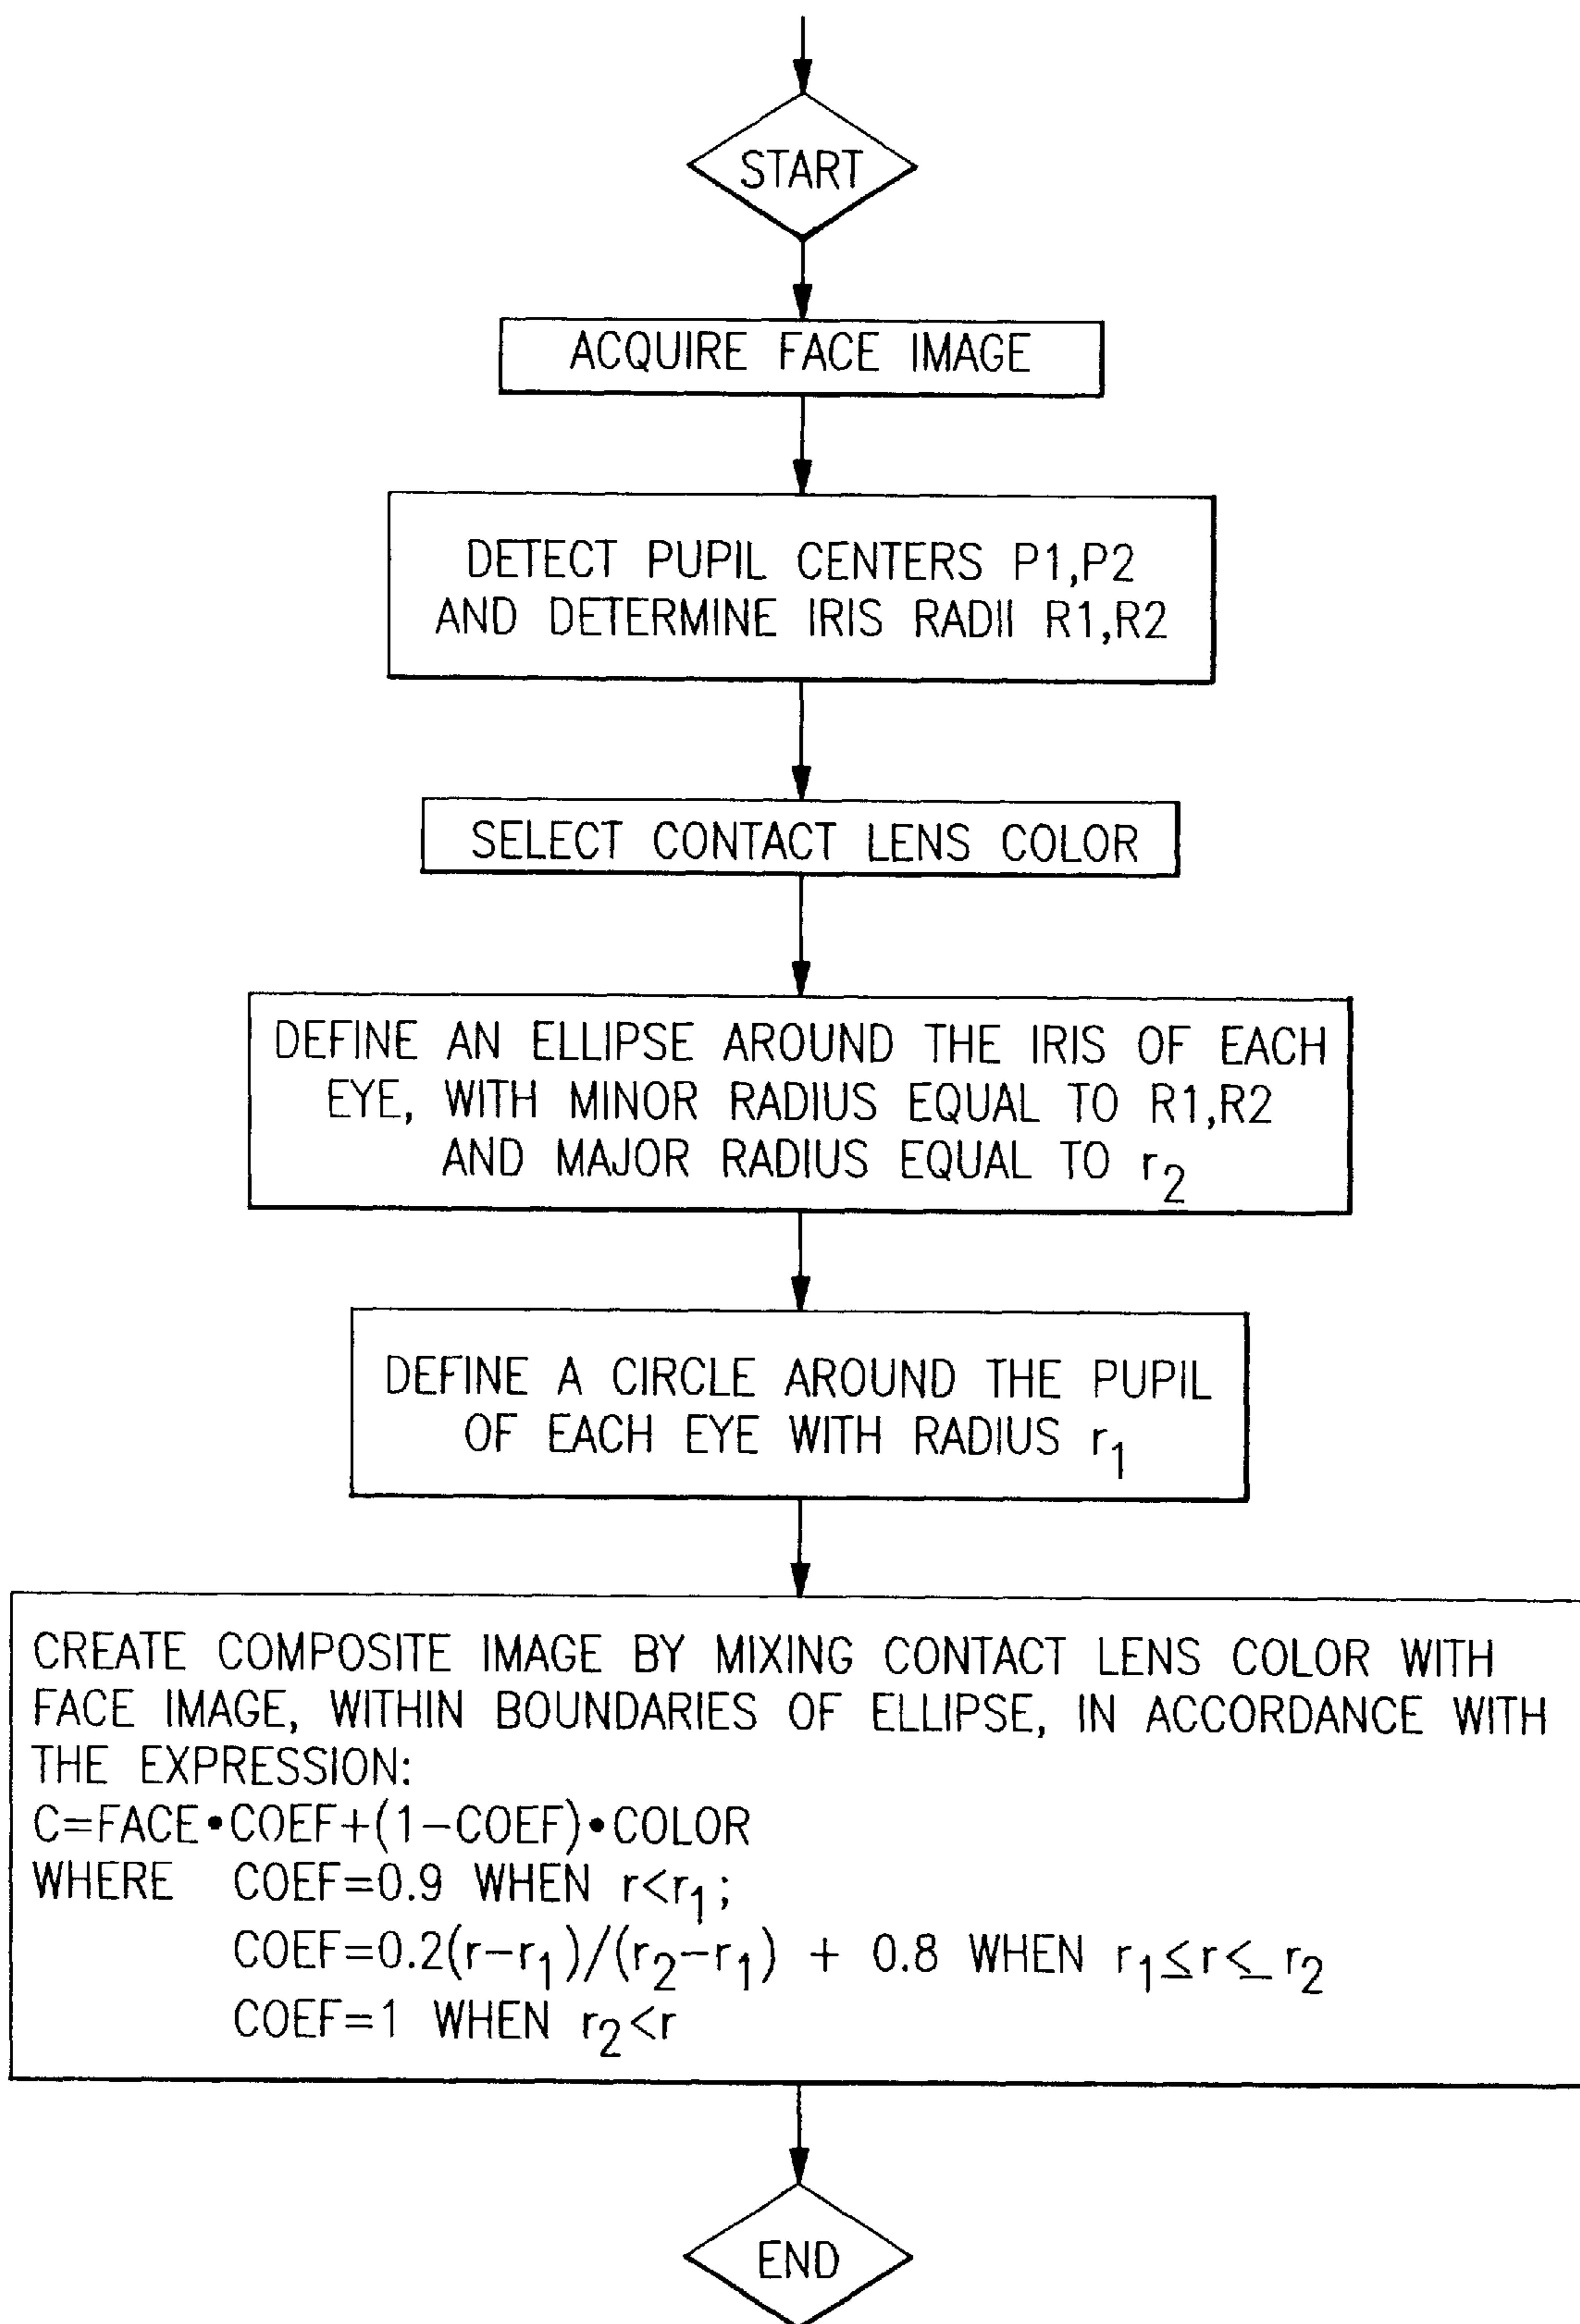 START
ACQUIRE FACE IMAGE
DETECT PUPIL CENTERS P1,P2
AND DETERMINE IRIS RADII R1,R2
SELECT CONTACT LENS COLOR
DEFINE AN ELLIPSE AROUND THE IRIS OF EACH
EYE, WITH MINOR RADIUS EQUAL TO R1,R2
AND MAJOR RADIUS EQUAL TO r₂
DEFINE A CIRCLE AROUND THE PUPIL
OF EACH EYE WITH RADIUS r₁
CREATE COMPOSITE IMAGE BY MIXING CONTACT LENS COLOR WITH
FACE IMAGE, WITHIN BOUNDARIES OF ELLIPSE, IN ACCORDANCE WITH
THE EXPRESSION:
C=FACE•COEF+(1-COEF)•COLOR
WHERE COEF=0.9 WHEN r<r₁;
COEF=0.2(r-r₁)/(r₂-r₁) + 0.8 WHEN r₁≤r≤r₂
COEF=1 WHEN r₂<r
END